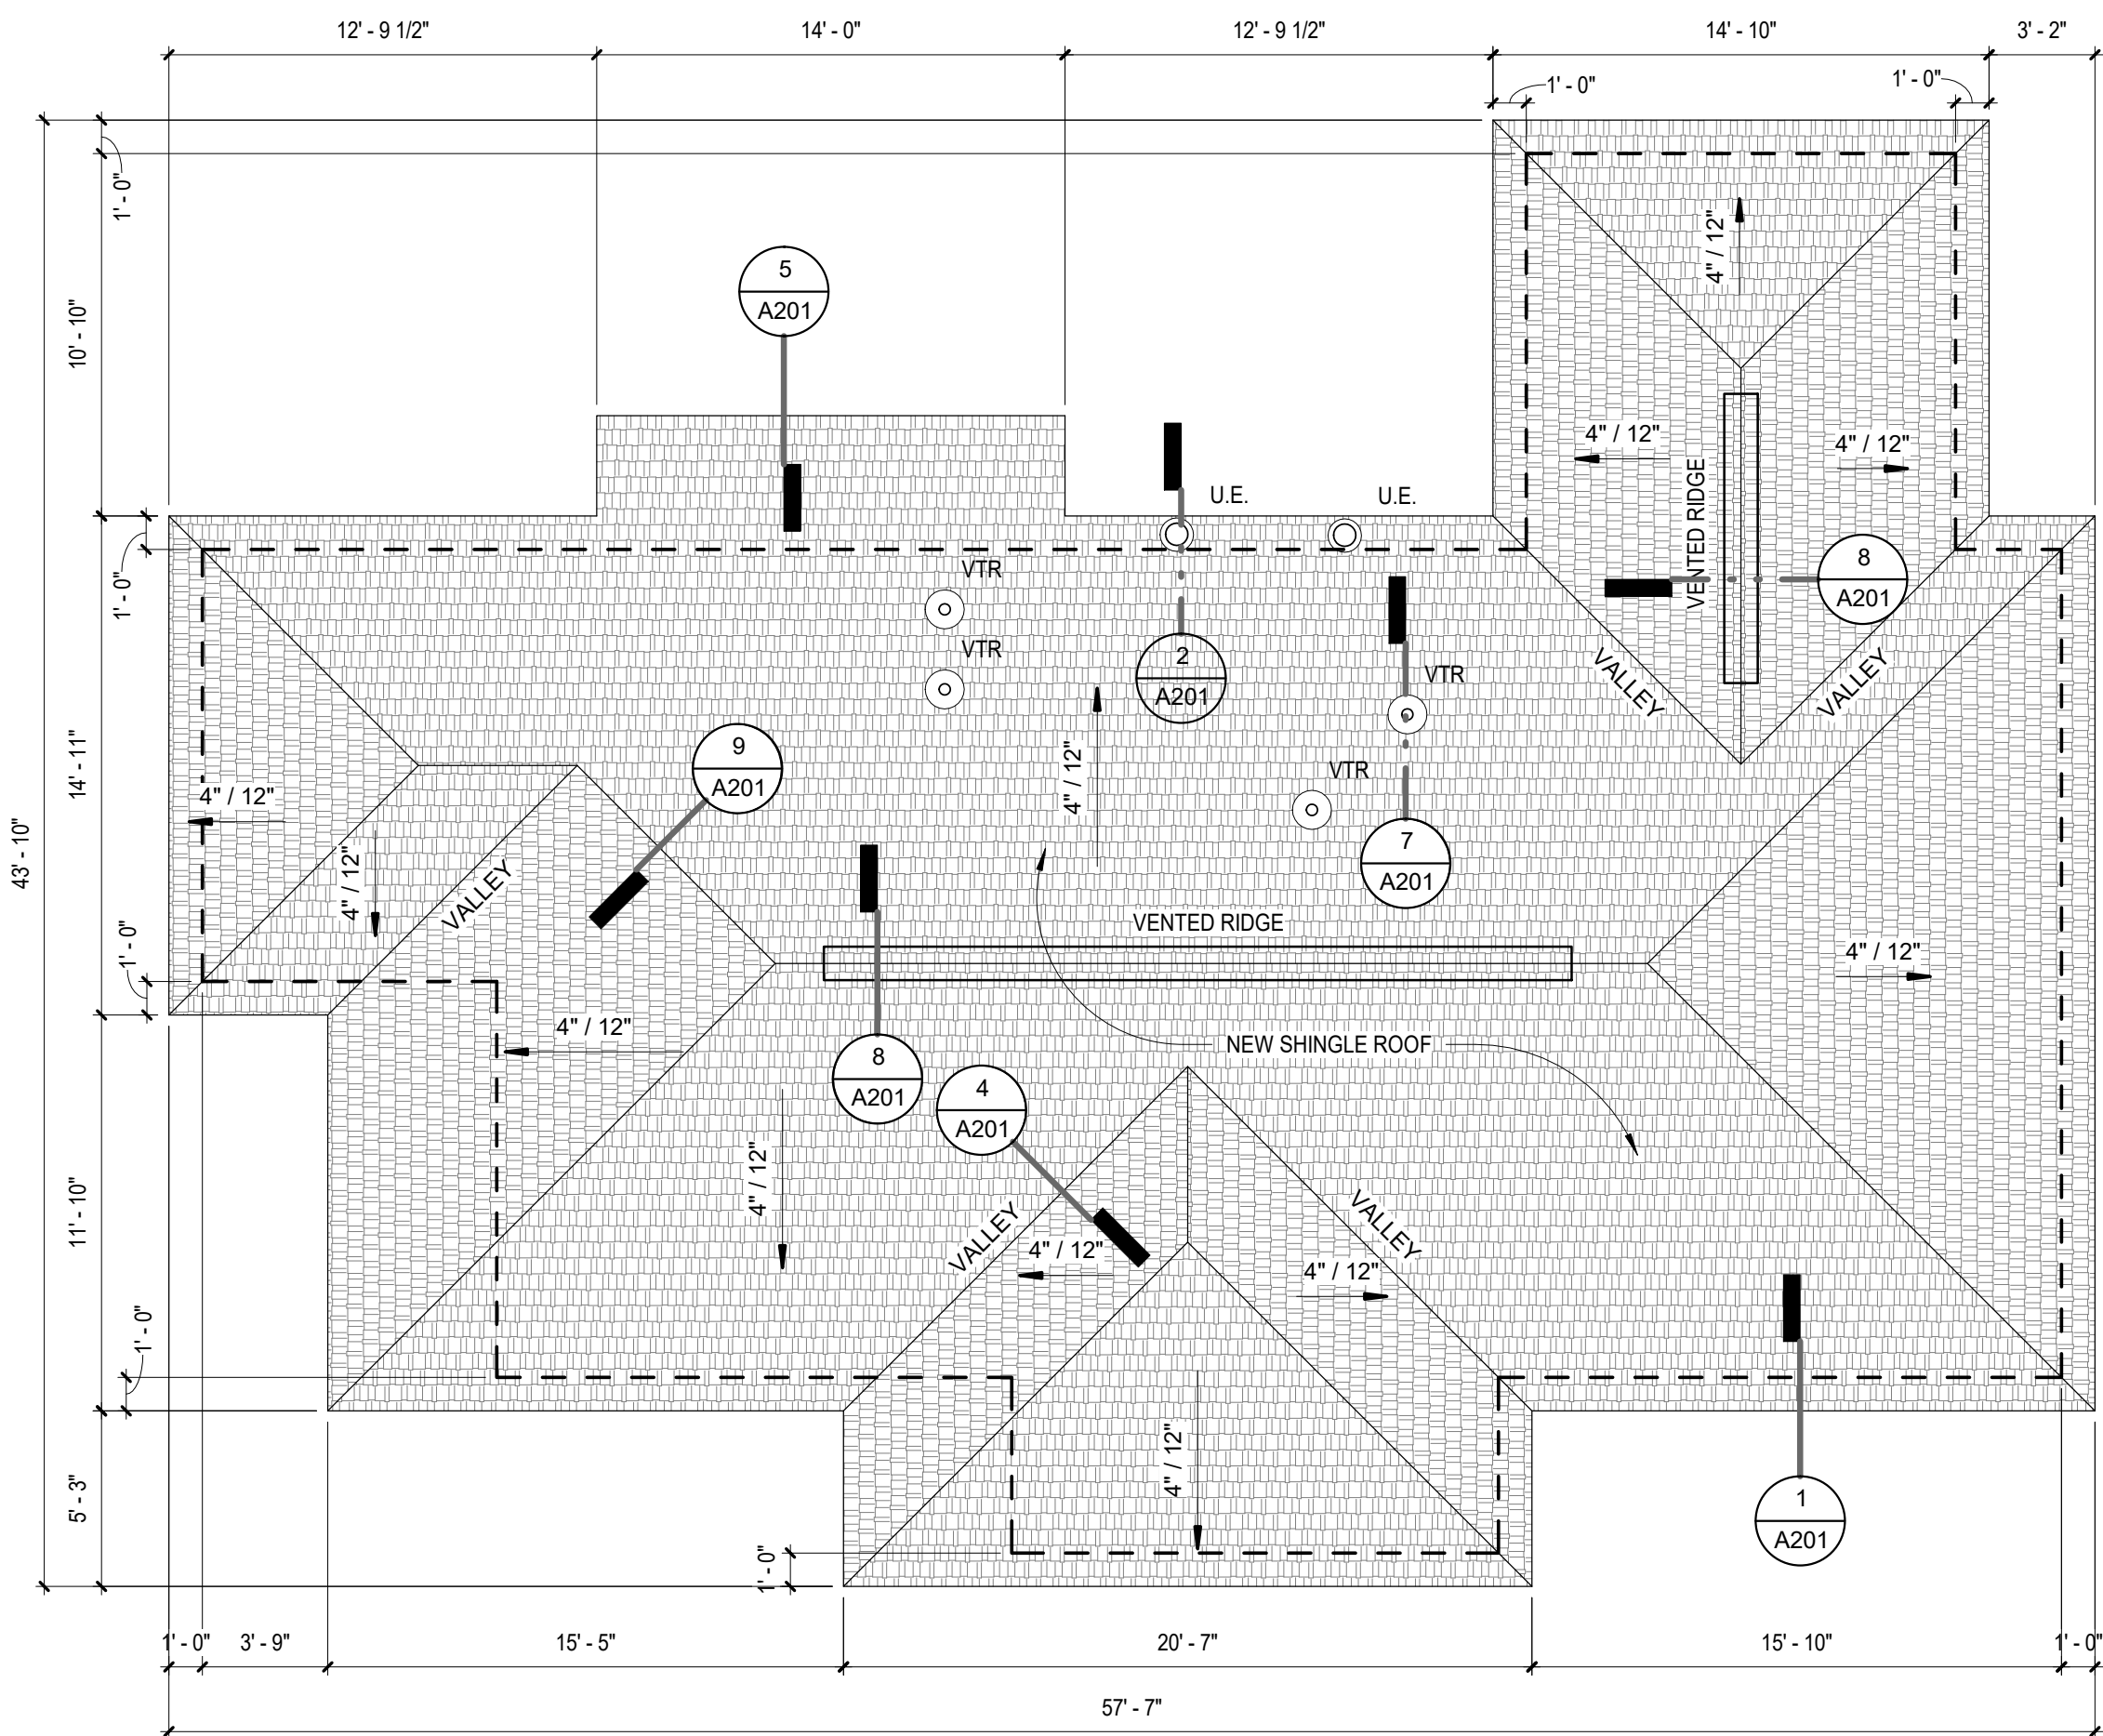 12' - 9 1/2"
14' - 0"
12' - 9 1/2"
14' - 10"
3' - 2"
1' - 0"
1' - 0"
1' - 0"
10' - 10"
5
A201
4" / 12"
4" / 12"
4" / 12"
VENTED RIDGE
U.E.
U.E.
1' - 0"
VTR
VTR
2
A201
8
A201
VALLEY
VALLEY
VTR
VTR
7
A201
9
A201
14' - 11"
43' - 10"
4" / 12"
4" / 12"
4" / 12"
VALLEY
VENTED RIDGE
4" / 12"
1' - 0"
4" / 12"
NEW SHINGLE ROOF
8
A201
4
A201
4" / 12"
11' - 10"
VALLEY
VALLEY
4" / 12"
4" / 12"
1' - 0"
4" / 12"
5' - 3"
1
A201
1' - 0"
1' - 0"
3' - 9"
15' - 5"
20' - 7"
15' - 10"
1' - 0"
57' - 7"